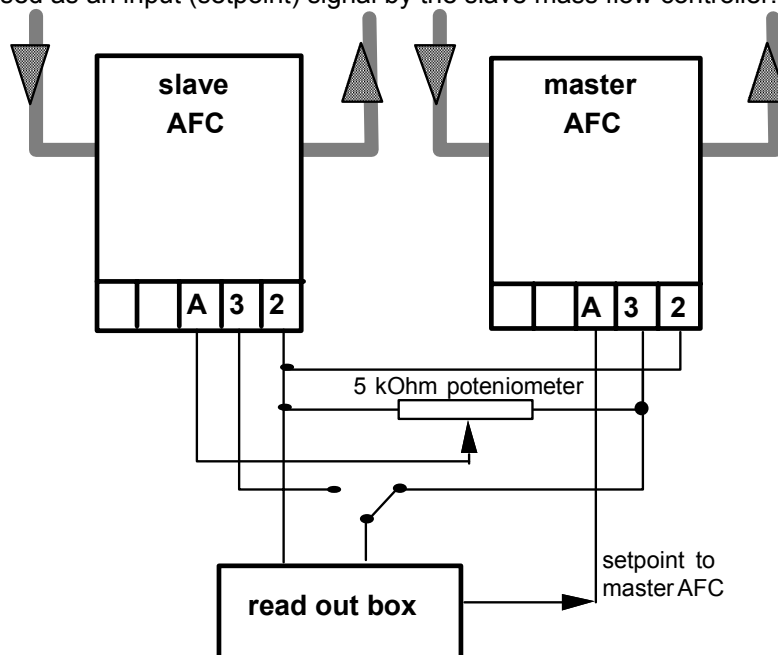 as an input (setpoint) signal by the slave mass flow controller.
slave
AFC
master
AFC
A 3 2
A 3 2
5 kOhm poteniometer
setpoint to
master AFC
read out box